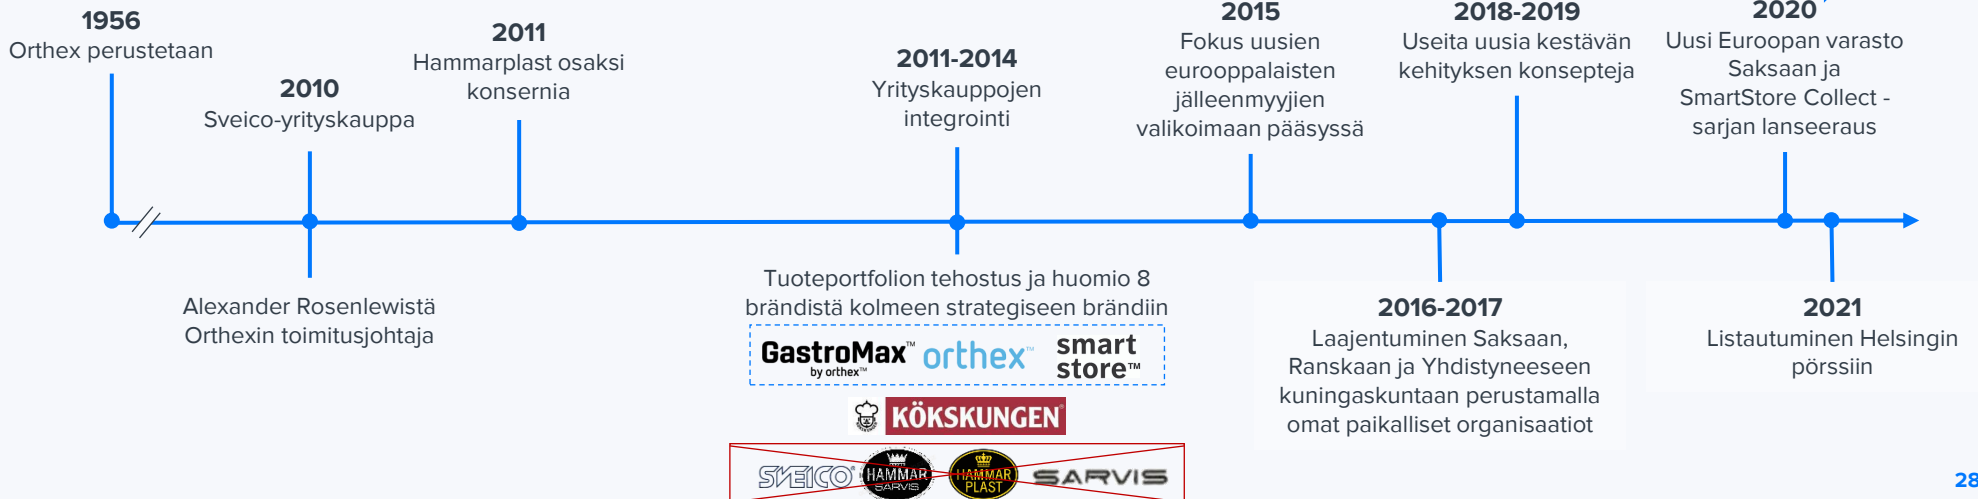 1956
Orthex perustetaan
2010
Sveico-yrityskauppa
Alexander Rosenlewistä
Orthexin toimitusjohtaja
2011
Hammarplast osaksi
konsernia
2011-2014
Yrityskauppojen
integrointi
Tuoteportfolion tehostus ja huomio 8
brändistä kolmeen strategiseen brändiin
GastroMax™
by orthex™
orthex™
smart
store™
KÖKSKUNGEN
SVEICO®
HAMMAR
SARVIS
HAMMAR
PLAST
SARVIS
2015
Fokus uusien
eurooppalaisten
jälleenmyyjien
valikoimaan pääsyssä
2016-2017
Laajentuminen Saksaan,
Ranskaan ja Yhdistyneeseen
kuningaskuntaan perustamalla
omat paikalliset organisaatiot
2018-2019
Useita uusia kestävän
kehityksen konsepteja
2020
Uusi Euroopan varasto
Saksaan ja
SmartStore Collect -
sarjan lanseeraus
2021
Listautuminen Helsingin
pörssiin
28